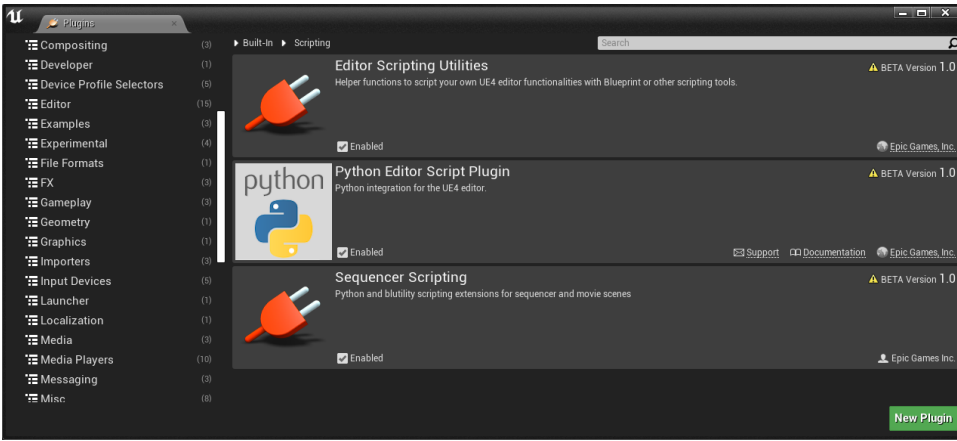 Plugins
Compositing (3)
Developer (1)
Device Profile Selectors (5)
Editor (15)
Examples (3)
Experimental (4)
File Formats (1)
FX (3)
Gameplay (3)
Geometry (1)
Graphics (1)
Importers (3)
Input Devices (5)
Launcher (1)
Localization (1)
Media (3)
Media Players (10)
Messaging (3)
Misc (8)
Built-In Scripting
Search
Editor Scripting Utilities
BETA Version 1.0
Helper functions to script your own UE4 editor functionalities with Blueprint or other scripting tools.
Enabled
Epic Games, Inc.
python
Python Editor Script Plugin
BETA Version 1.0
Python integration for the UE4 editor.
Enabled
Support Documentation Epic Games, Inc.
Sequencer Scripting
BETA Version 1.0
Python and blutility scripting extensions for sequencer and movie scenes
Enabled
Epic Games Inc.
New Plugin